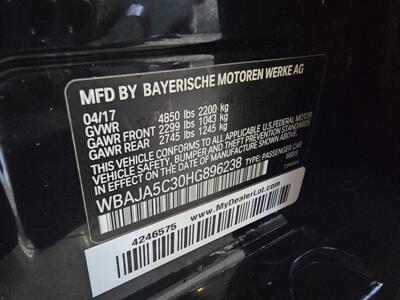 MFD BY BAYERISCHE MOTOREN WERKE AG
04/17
GVWR 4850 lbs 2200 kg
GAWR FRONT 2299 lbs 1043 kg
GAWR REAR 2745 lbs 1245 kg
THIS VEHICLE CONFORMS TO ALL APPLICABLE U.S. FEDERAL MOTOR
VEHICLE SAFETY, BUMPER, AND THEFT PREVENTION STANDARDS IN
EFFECT ON THE DATE OF MANUFACTURE SHOWN ABOVE.
WBAJA5C30HG896238 TYPE: PASSENGER CAR
4246575 www.MyDealerLot.com